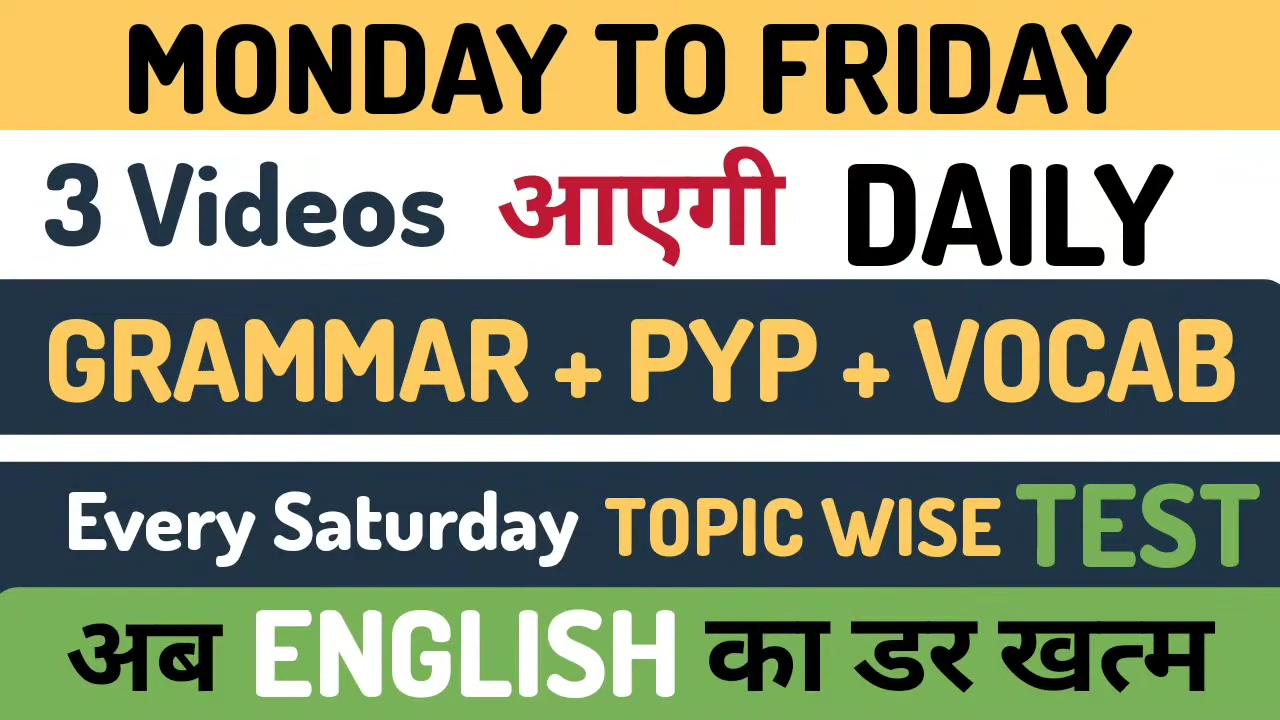 MONDAY TO FRIDAY
3 Videos आएगी DAILY
GRAMMAR + PYP + VOCAB
Every Saturday TOPIC WISE TEST
अब ENGLISH का डर खत्म